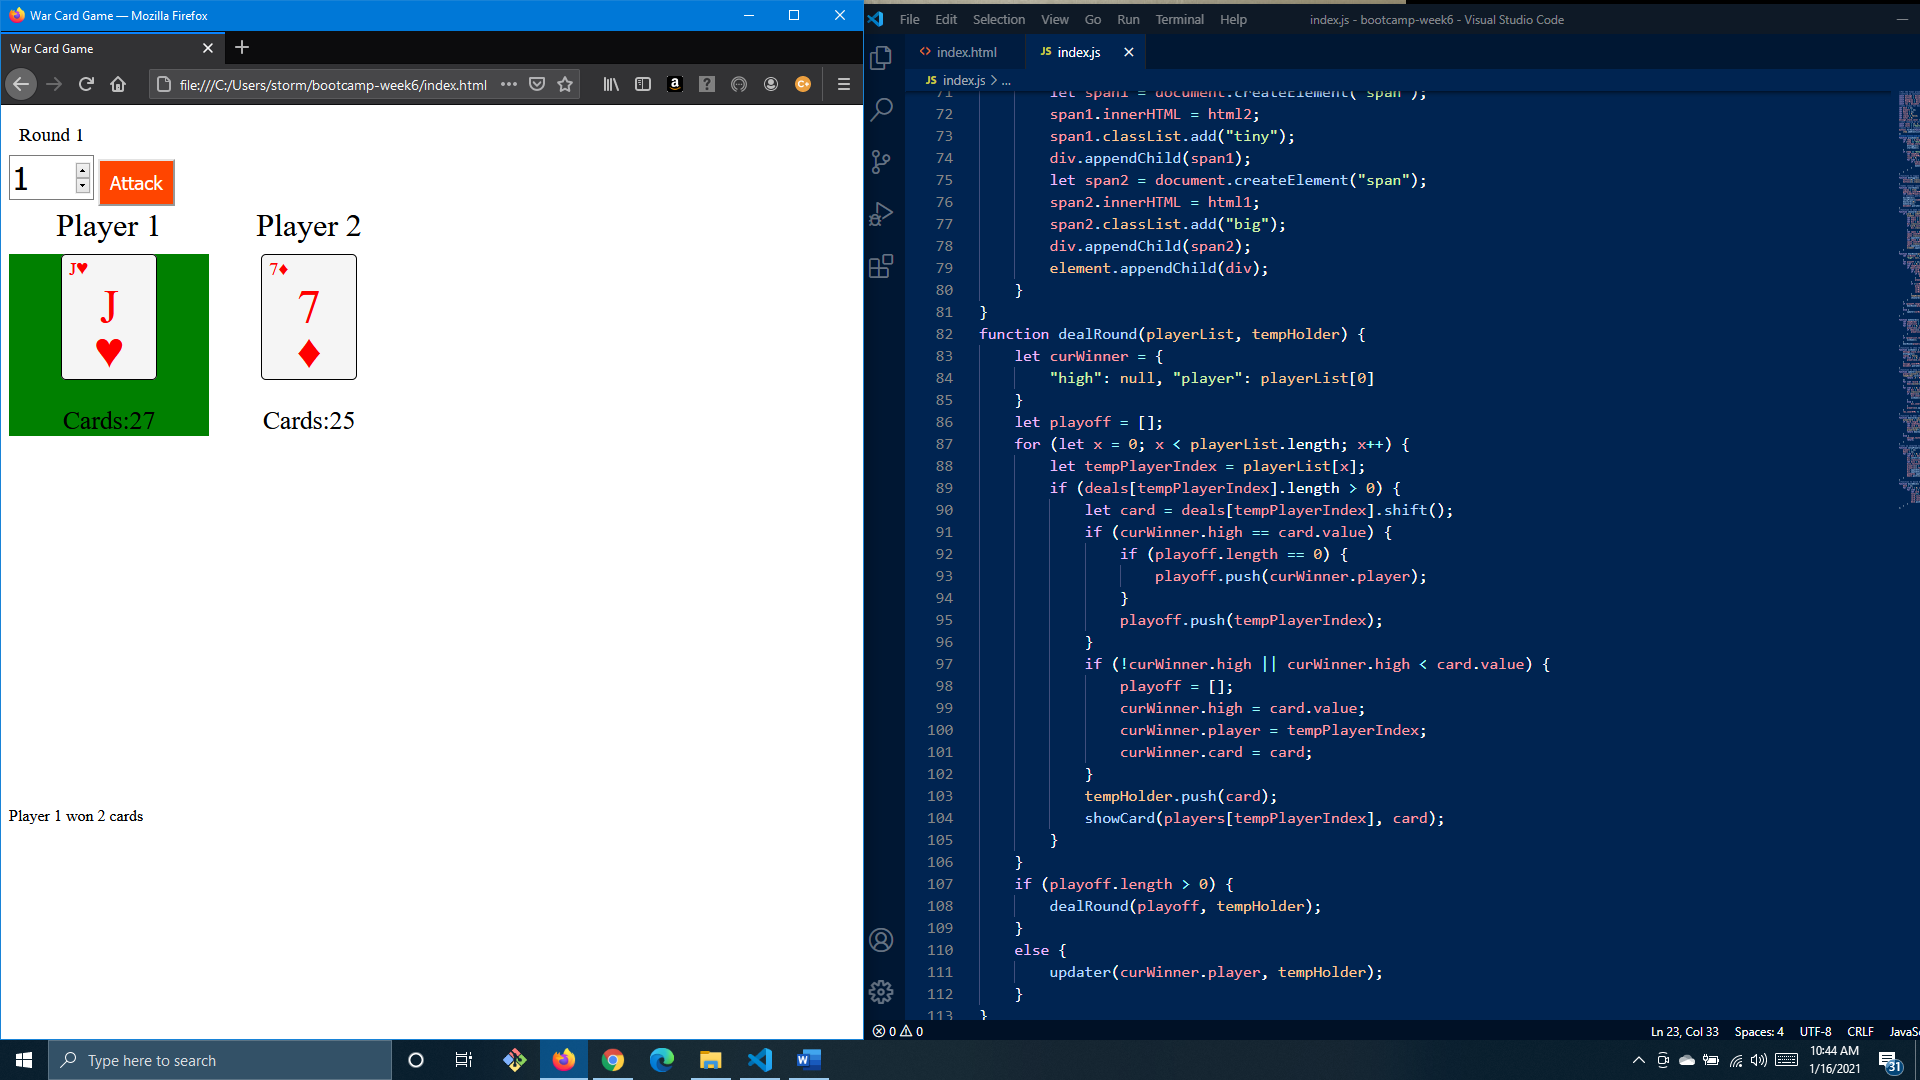 War Card Game — Mozilla Firefox
War Card Game
file:///C:/Users/storm/bootcamp-week6/index.html
Round 1
1
Attack
Player 1
Player 2
J♥
J
♥
7♦
7
♦
Cards:27
Cards:25
Player 1 won 2 cards
File Edit Selection View Go Run Terminal Help
index.js - bootcamp-week6 - Visual Studio Code
index.html
JS index.js
JS index.js > ...
71 let span1 = document.createElement("span");
72 span1.innerHTML = html2;
73 span1.classList.add("tiny");
74 div.appendChild(span1);
75 let span2 = document.createElement("span");
76 span2.innerHTML = html1;
77 span2.classList.add("big");
78 div.appendChild(span2);
79 element.appendChild(div);
80 }
81 }
82 function dealRound(playerList, tempHolder) {
83 let curWinner = {
84 "high": null, "player": playerList[0]
85 }
86 let playoff = [];
87 for (let x = 0; x < playerList.length; x++) {
88 let tempPlayerIndex = playerList[x];
89 if (deals[tempPlayerIndex].length > 0) {
90 let card = deals[tempPlayerIndex].shift();
91 if (curWinner.high == card.value) {
92 if (playoff.length == 0) {
93 playoff.push(curWinner.player);
94 }
95 playoff.push(tempPlayerIndex);
96 }
97 if (!curWinner.high || curWinner.high < card.value) {
98 playoff = [];
99 curWinner.high = card.value;
100 curWinner.player = tempPlayerIndex;
101 curWinner.card = card;
102 }
103 tempHolder.push(card);
104 showCard(players[tempPlayerIndex], card);
105 }
106 }
107 if (playoff.length > 0) {
108 dealRound(playoff, tempHolder);
109 }
110 else {
111 updater(curWinner.player, tempHolder);
112 }
113 }
0 0
Ln 23, Col 33 Spaces: 4 UTF-8 CRLF JavaS
Type here to search
10:44 AM
1/16/2021
31